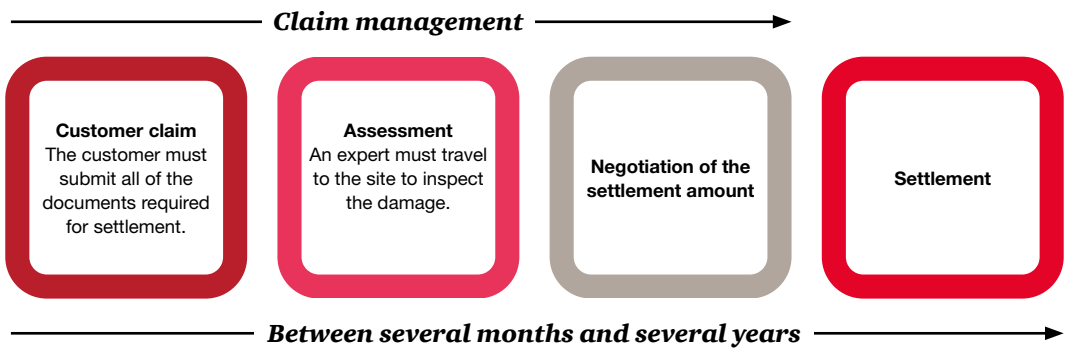 Claim management
Customer claim
The customer must
submit all of the
documents required
for settlement.
Assessment
An expert must travel
to the site to inspect
the damage.
Negotiation of the
settlement amount
Settlement
Between several months and several years